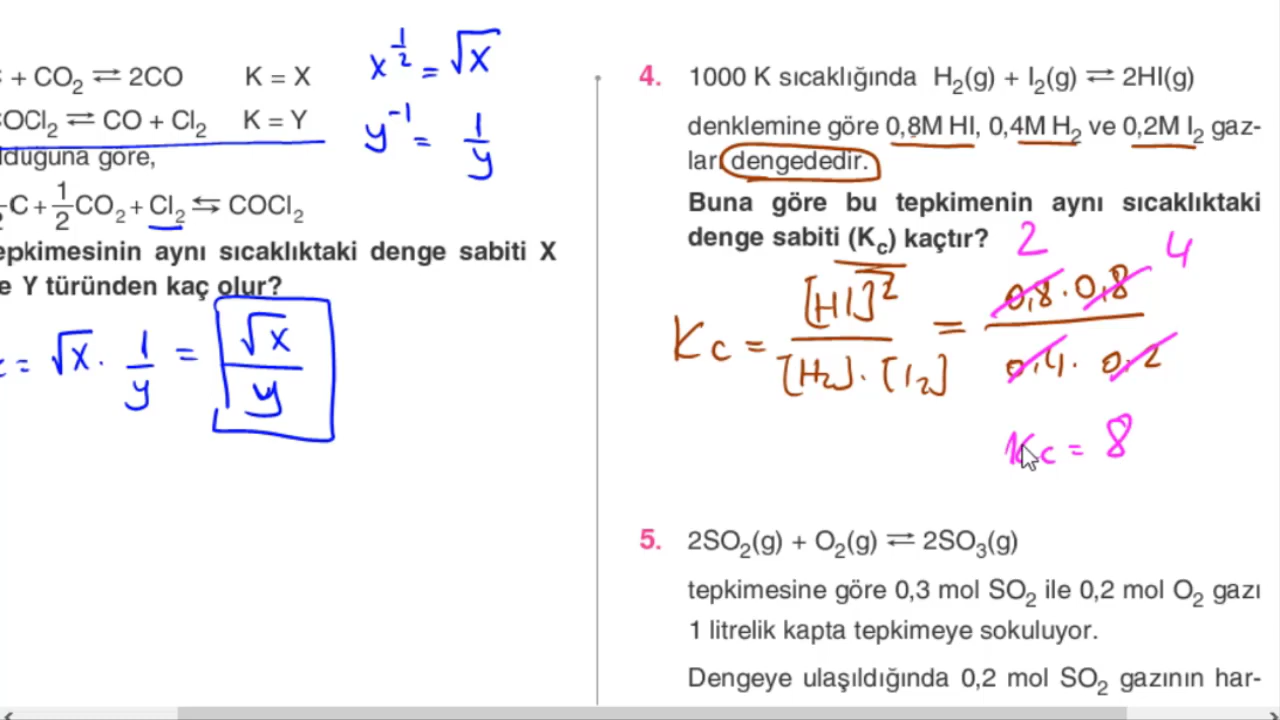 + CO₂ ⇌ 2CO K = X
OCl₂ ⇌ CO + Cl₂ K = Y
duğuna göre,
C + 1/2 CO₂ + Cl₂ ⇆ COCl₂
epkimesinin aynı sıcaklıktaki denge sabiti X
e Y türünden kaç olur?
x^(1/2) = √x
y^(-1) = 1/y
= √x · 1/y = √x/y
4. 1000 K sıcaklığında H₂(g) + I₂(g) ⇌ 2HI(g)
denklemine göre 0,8M HI, 0,4M H₂ ve 0,2M I₂ gaz-
lar dengededir.
Buna göre bu tepkimenin aynı sıcaklıktaki
denge sabiti (K꜀) kaçtır?
2 4
Kc = [HI]² / [H₂] · [I₂] = 0,8 · 0,8 / 0,4 · 0,2
Kc = 8
5. 2SO₂(g) + O₂(g) ⇌ 2SO₃(g)
tepkimesine göre 0,3 mol SO₂ ile 0,2 mol O₂ gazı
1 litrelik kapta tepkimeye sokuluyor.
Dengeye ulaşıldığında 0,2 mol SO₂ gazının har-